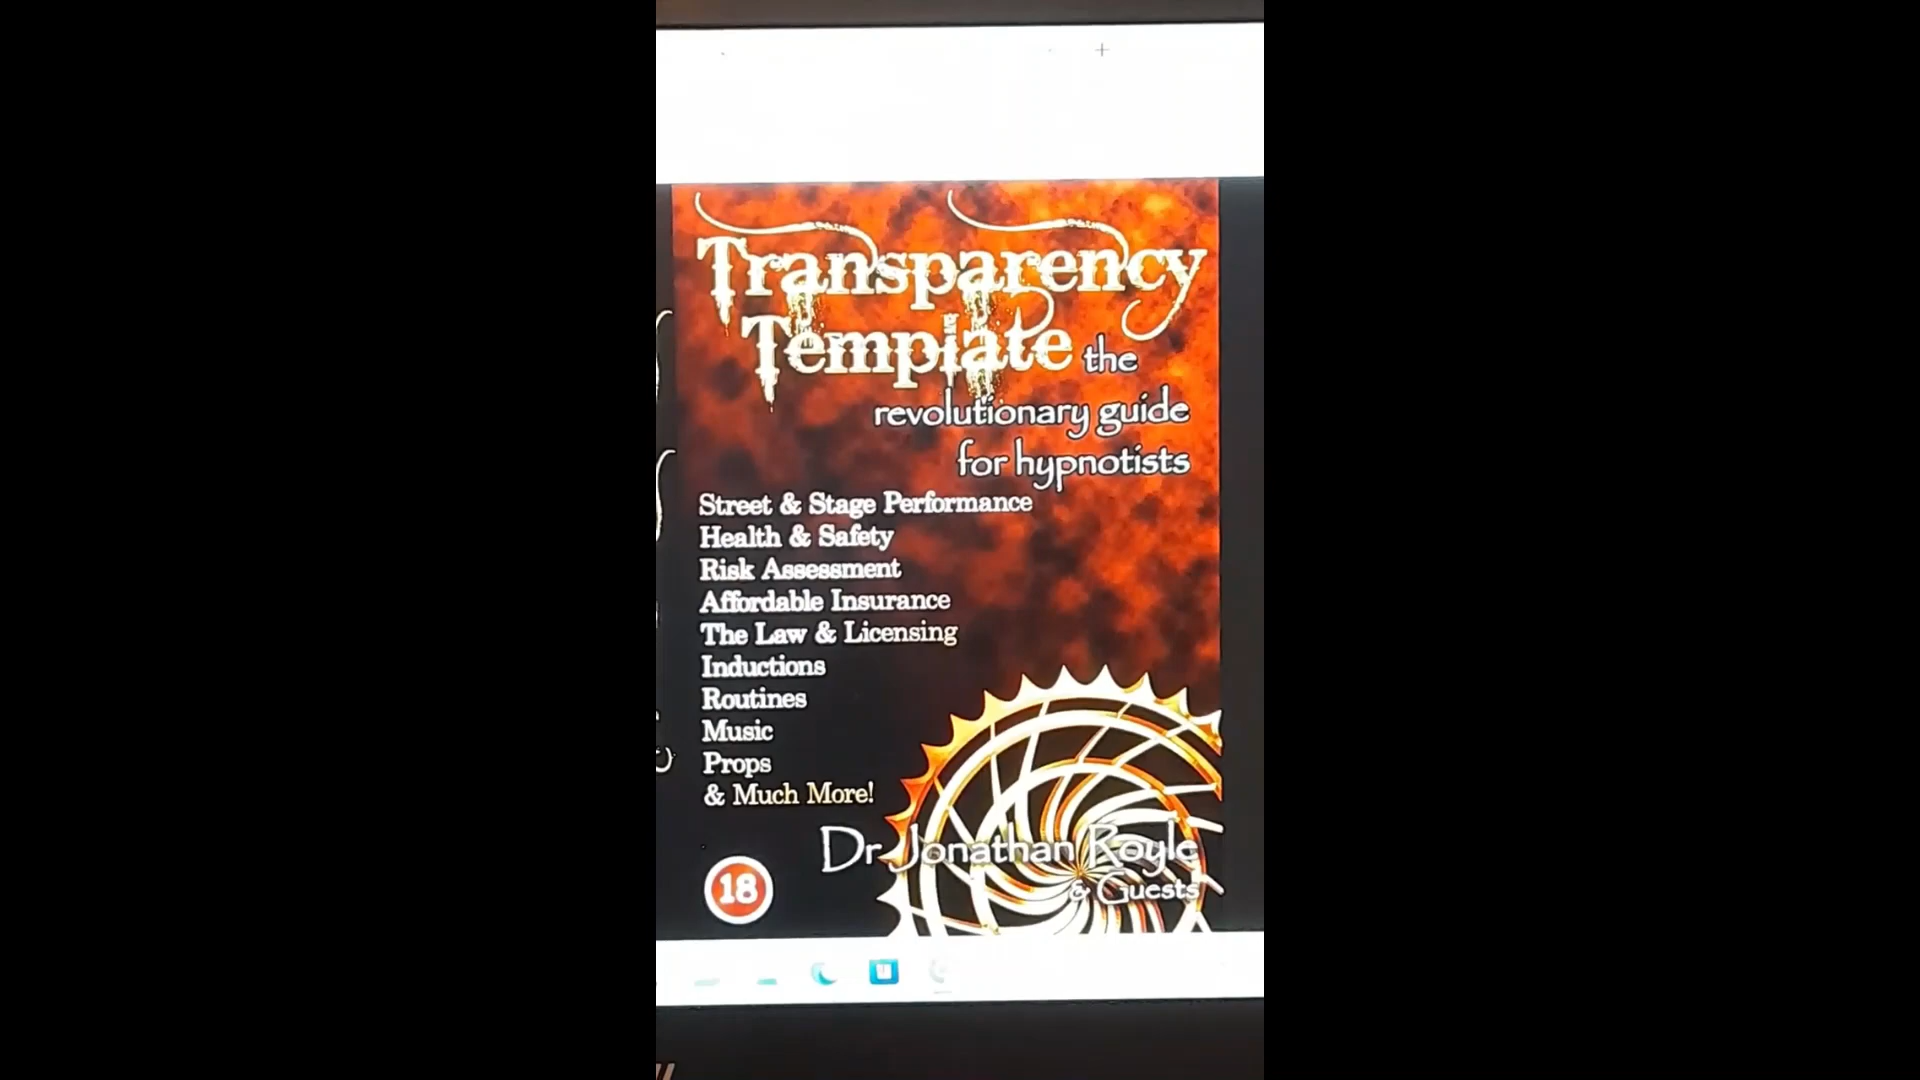 Transparency
Template the
revolutionary guide
for hypnotists
Street & Stage Performance
Health & Safety
Risk Assessment
Affordable Insurance
The Law & Licensing
Inductions
Routines
Music
Props
& Much More!
Dr Jonathan Royle
& Guests
18